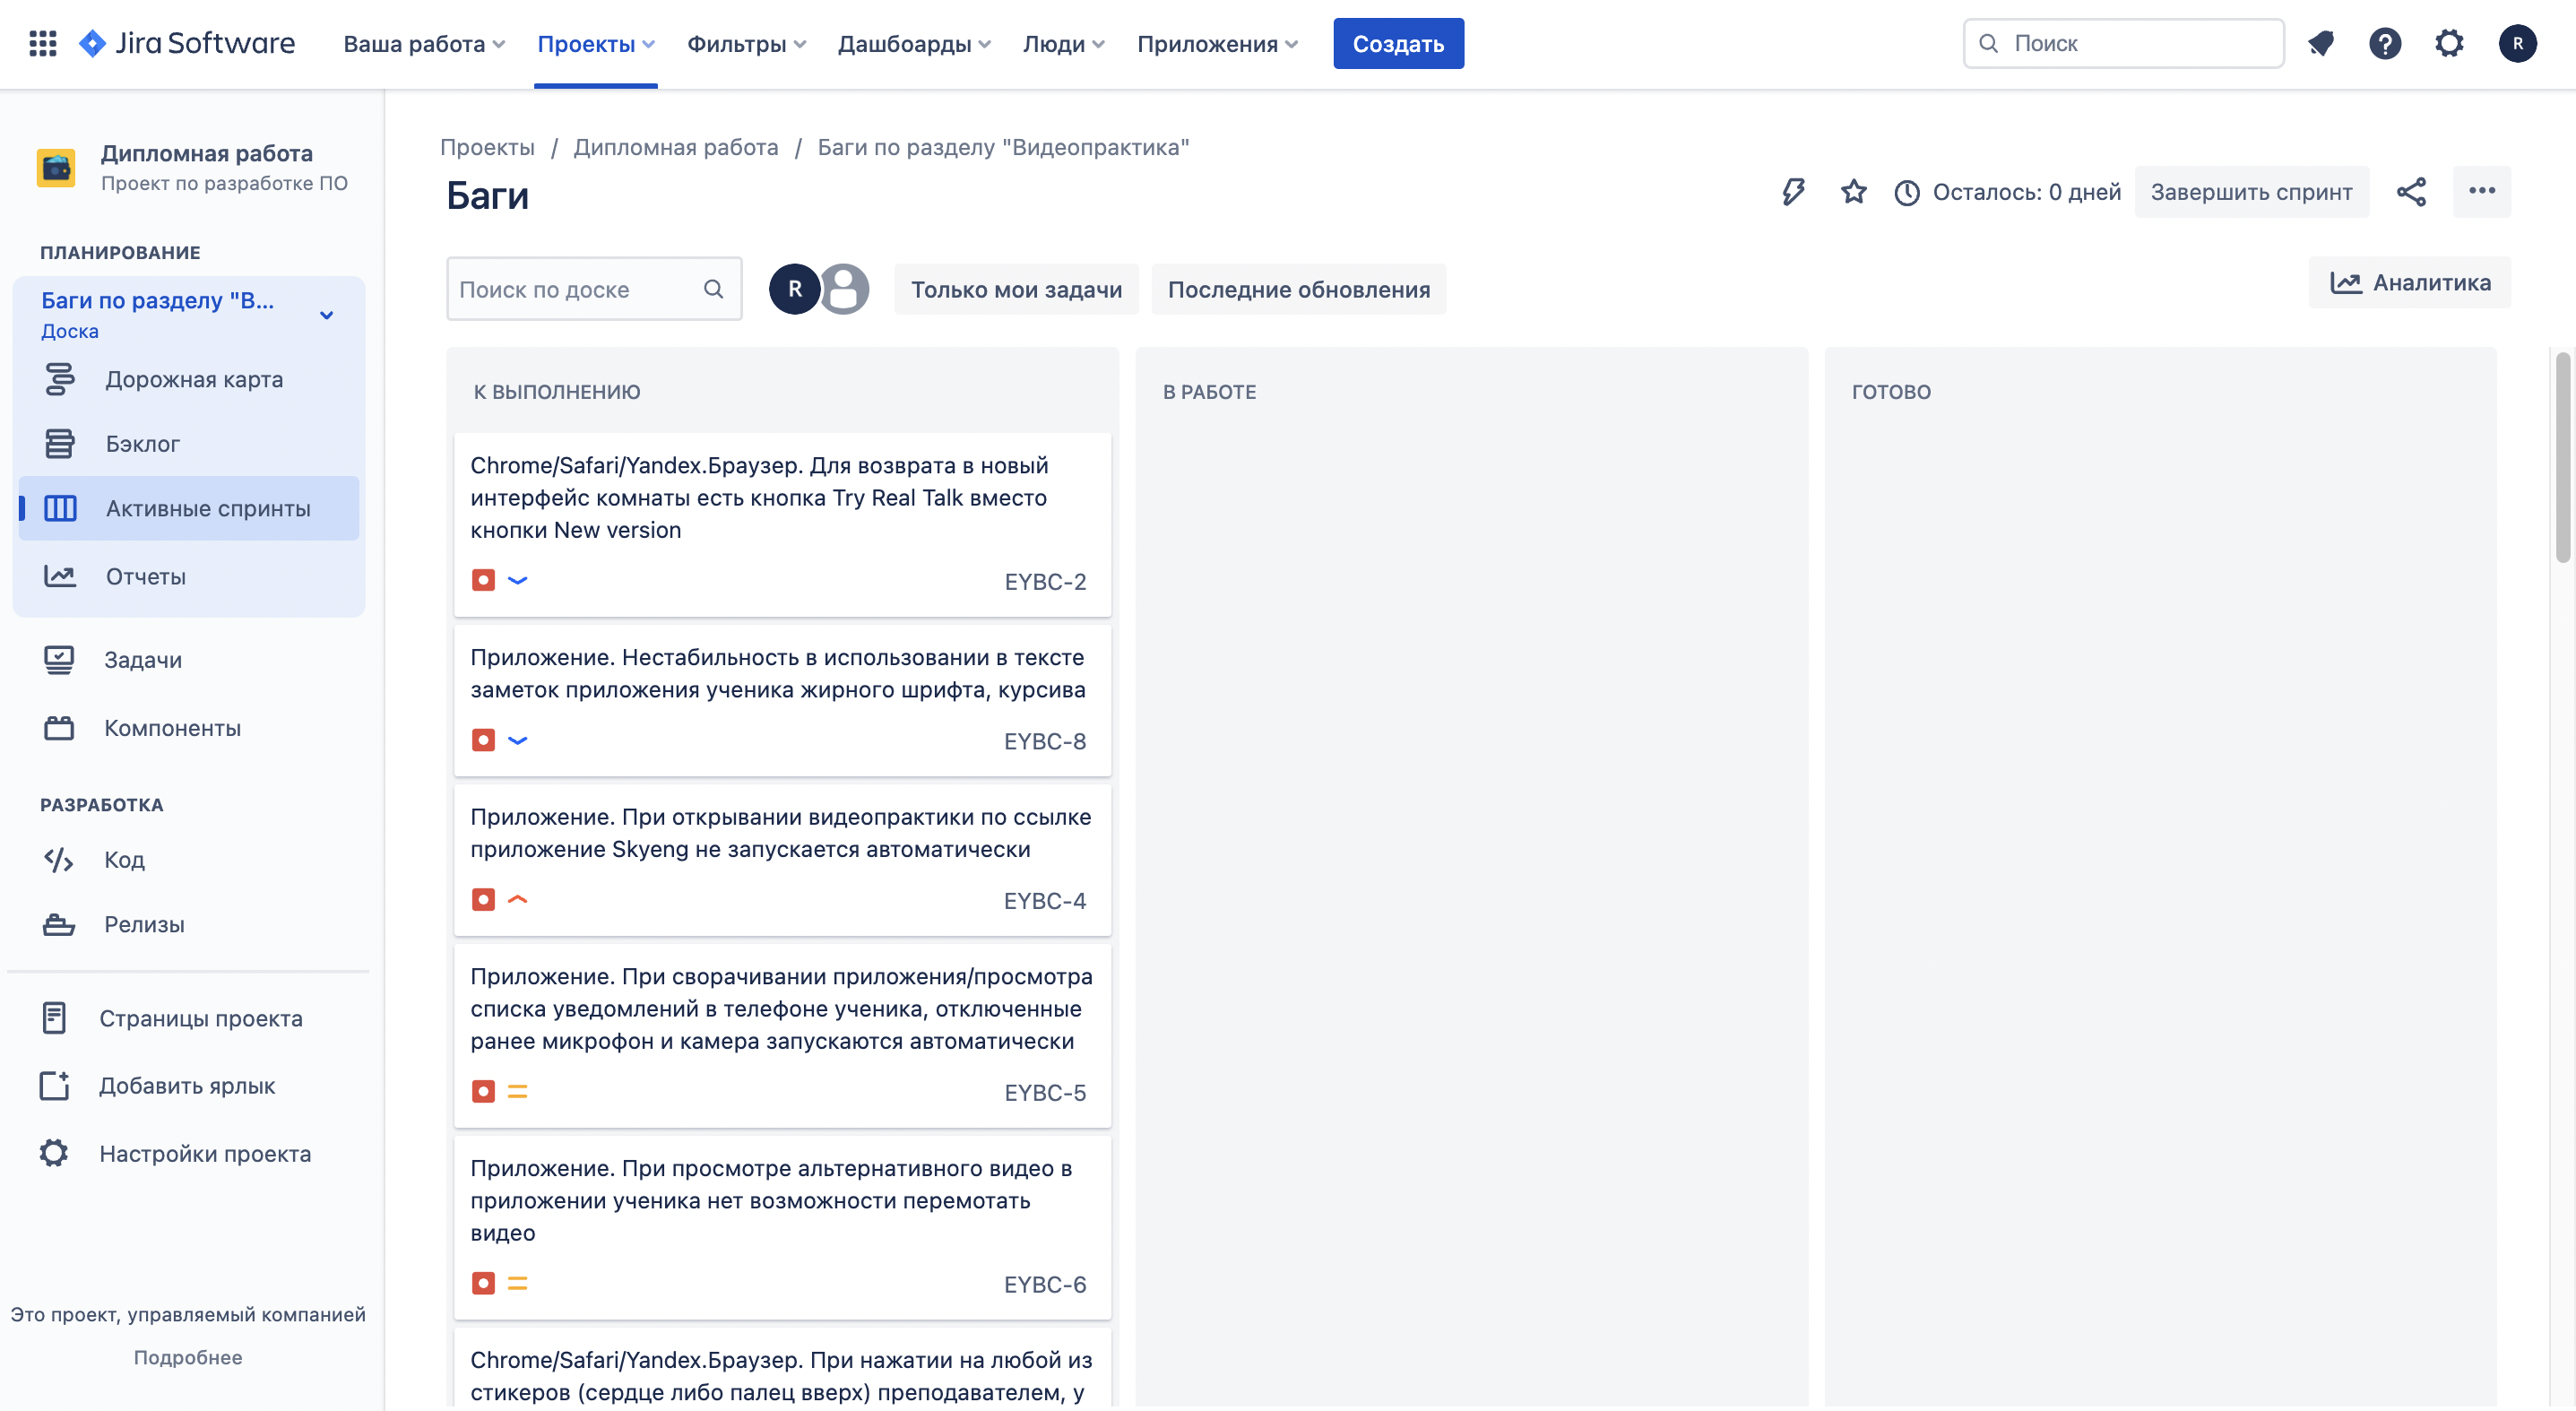 Jira Software
Ваша работа
Проекты
Фильтры
Дашбоарды
Люди
Приложения
Создать
Поиск
?
R
Дипломная работа
Проект по разработке ПО
ПЛАНИРОВАНИЕ
Баги по разделу "В...
Доска
Дорожная карта
Бэклог
Активные спринты
Отчеты
Задачи
Компоненты
РАЗРАБОТКА
Код
Релизы
Страницы проекта
Добавить ярлык
Настройки проекта
Это проект, управляемый компанией
Подробнее
Проекты / Дипломная работа / Баги по разделу "Видеопрактика"
Баги
Осталось: 0 дней
Завершить спринт
Поиск по доске
R
Только мои задачи
Последние обновления
Аналитика
К ВЫПОЛНЕНИЮ
Chrome/Safari/Yandex.Браузер. Для возврата в новый
интерфейс комнаты есть кнопка Try Real Talk вместо
кнопки New version
EYBC-2
Приложение. Нестабильность в использовании в тексте
заметок приложения ученика жирного шрифта, курсива
EYBC-8
Приложение. При открывании видеопрактики по ссылке
приложение Skyeng не запускается автоматически
EYBC-4
Приложение. При сворачивании приложения/просмотра
списка уведомлений в телефоне ученика, отключенные
ранее микрофон и камера запускаются автоматически
EYBC-5
Приложение. При просмотре альтернативного видео в
приложении ученика нет возможности перемотать
видео
EYBC-6
Chrome/Safari/Yandex.Браузер. При нажатии на любой из
стикеров (сердце либо палец вверх) преподавателем, у
В РАБОТЕ
ГОТОВО